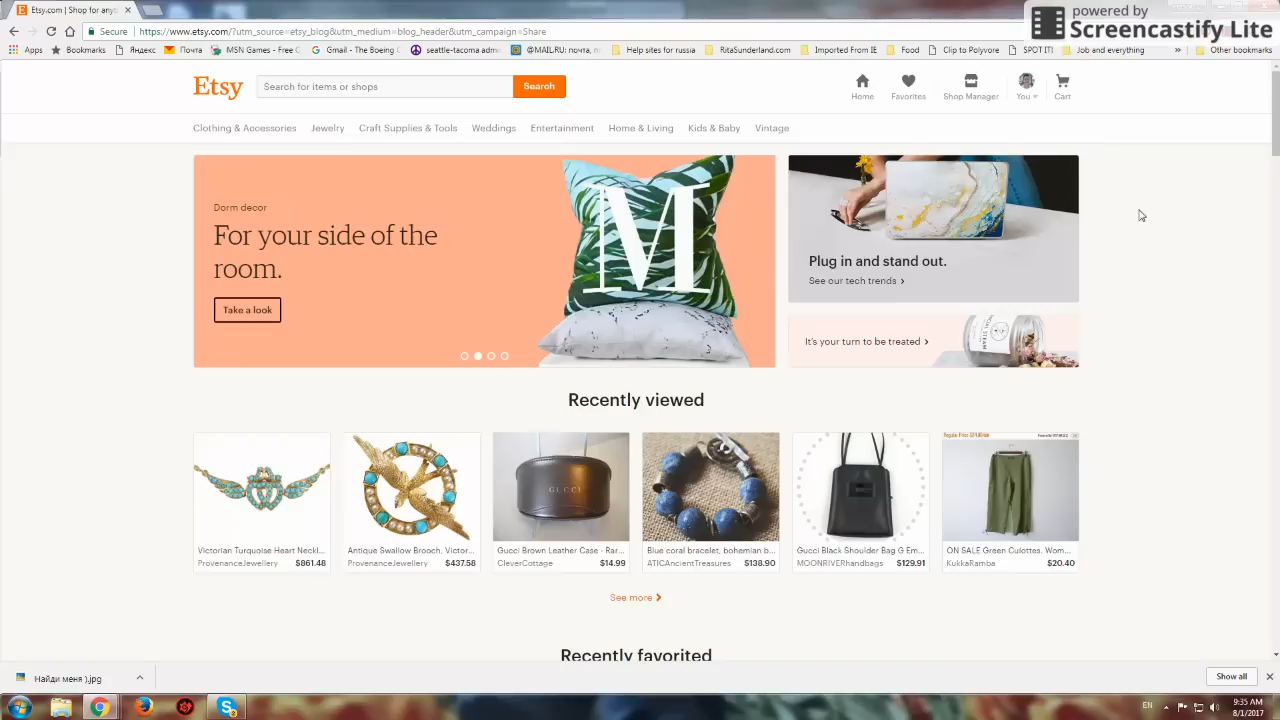 Etsy.com | Shop for anyt
powered by
Screencastify Lite
Secure
https://www.etsy.com/?utm_source=etsy_blog&utm_medium=blog_header&utm_campaign=Share
Apps
Bookmarks
Яндекс
Почта
MSN Games - Free
Gmail - The Boeing
seattle-tacoma-adm
@MAIL.RU: почта, по
Help sites for russia
RitaSunderland.com
Imported From IE
Food
Clip to Polyvore
SPOT IT!
Job and everything
»
Other bookmarks
Etsy
Search for items or shops
Search
Home
Favorites
Shop Manager
You
Cart
Clothing & Accessories
Jewelry
Craft Supplies & Tools
Weddings
Entertainment
Home & Living
Kids & Baby
Vintage
Dorm decor
For your side of the
room.
Take a look
M
Plug in and stand out.
See our tech trends
It's your turn to be treated
Recently viewed
GUCCI
Victorian Turquoise Heart Neckl...
ProvenanceJewellery
$861.48
Antique Swallow Brooch, Victor...
ProvenanceJewellery
$437.58
Gucci Brown Leather Case - Rar...
CleverCottage
$14.99
Blue coral bracelet, bohemian b...
ATICAncientTreasures
$138.90
Gucci Black Shoulder Bag G Em...
MOONRIVERhandbags
$129.91
ON SALE Green Culottes. Wom...
KukkaRamba
$20.40
See more
Recently favorited
Найди меня ).jpg
Show all
EN
9:35 AM
8/1/2017